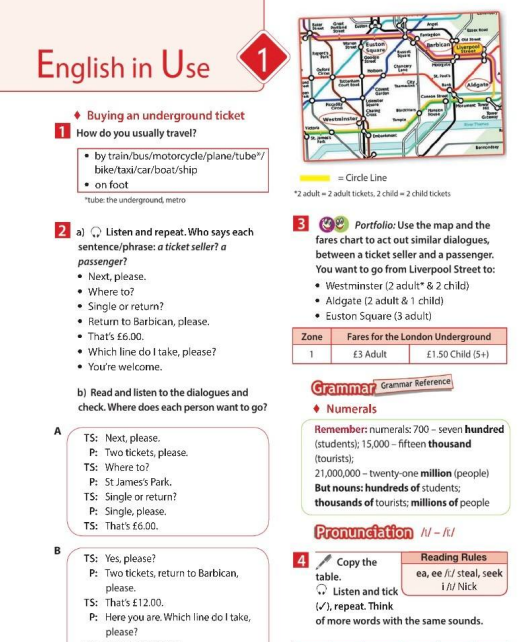 English in Use 1
♦ Buying an underground ticket
1 How do you usually travel?
• by train/bus/motorcycle/plane/tube*/
bike/taxi/car/boat/ship
• on foot
*tube: the underground, metro
2 a) Listen and repeat. Who says each
sentence/phrase: a ticket seller? a
passenger?
• Next, please.
• Where to?
• Single or return?
• Return to Barbican, please.
• That's £6.00.
• Which line do I take, please?
• You're welcome.
b) Read and listen to the dialogues and
check. Where does each person want to go?
A
TS: Next, please.
P: Two tickets, please.
TS: Where to?
P: St James's Park.
TS: Single or return?
P: Single, please.
TS: That's £6.00.
B
TS: Yes, please?
P: Two tickets, return to Barbican,
please.
TS: That's £12.00.
P: Here you are. Which line do I take,
please?
Euston
Square
Barbican
Liverpool
Street
Aldgate
Westminster
Embankment
= Circle Line
*2 adult = 2 adult tickets, 2 child = 2 child tickets
3 Portfolio: Use the map and the
fares chart to act out similar dialogues,
between a ticket seller and a passenger.
You want to go from Liverpool Street to:
• Westminster (2 adult* & 2 child)
• Aldgate (2 adult & 1 child)
• Euston Square (3 adult)
Zone Fares for the London Underground
1 £3 Adult £1.50 Child (5+)
Grammar Grammar Reference
♦ Numerals
Remember: numerals: 700 – seven hundred
(students); 15,000 – fifteen thousand
(tourists);
21,000,000 – twenty-one million (people)
But nouns: hundreds of students;
thousands of tourists; millions of people
Pronunciation /ɪ/ – /iː/
4 Copy the
table.
Listen and tick
(✓), repeat. Think
of more words with the same sounds.
Reading Rules
ea, ee /iː/ steal, seek
i /ɪ/ Nick